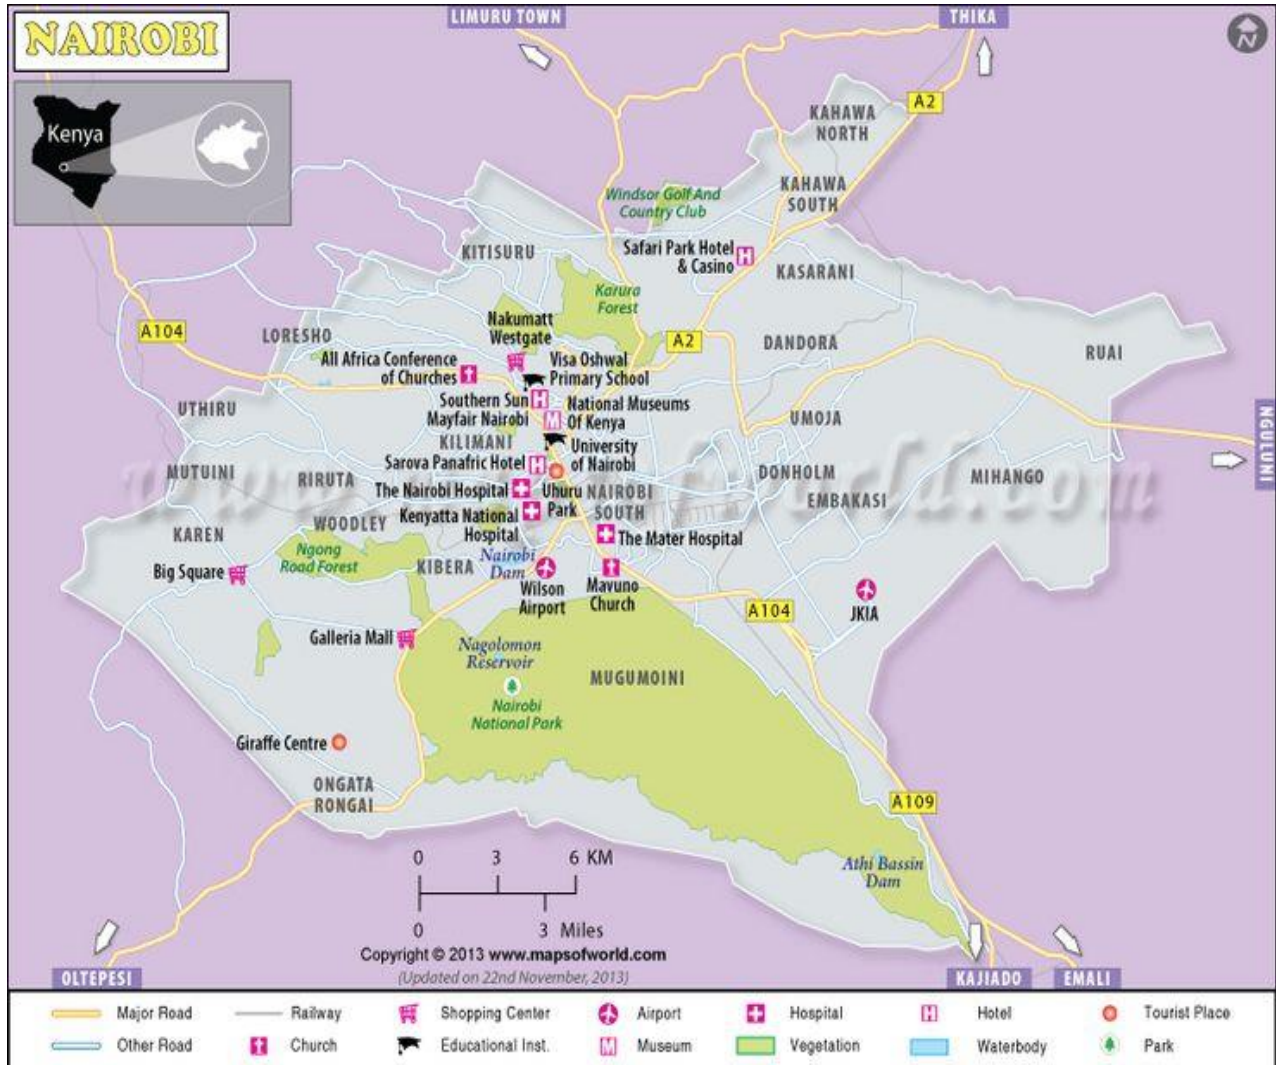 NAIROBI
LIMURU TOWN
THIKA
N
Kenya
A2
KAHAWA
NORTH
KAHAWA
SOUTH
Windsor Golf And
Country Club
Safari Park Hotel
& Casino
KITISURU
KASARANI
Karura
Forest
Nakumatt
Westgate
A104
LORESHO
A2
DANDORA
RUAI
All Africa Conference
of Churches
Visa Oshwal
Primary School
Southern Sun
Mayfair Nairobi
National Museums
Of Kenya
UTHIRU
UMOJA
NGULUNI
KILIMANI
University
of Nairobi
Sarova Panafric Hotel
MUTUINI
RIRUTA
DONHOLM
MIHANGO
The Nairobi Hospital
Uhuru
Park
NAIROBI
SOUTH
EMBAKASI
WOODLEY
Kenyatta National
Hospital
KAREN
The Mater Hospital
Ngong
Road Forest
KIBERA
Nairobi
Dam
Big Square
Wilson
Airport
Mavuno
Church
A104
JKIA
Galleria Mall
Nagolomon
Reservoir
MUGUMOINI
Nairobi
National Park
Giraffe Centre
ONGATA
RONGAI
A109
Athi Bassin
Dam
0 3 6 KM
0 3 Miles
Copyright © 2013 www.mapsofworld.com
(Updated on 22nd November, 2013)
OLTEPESI
KAJIADO
EMALI
Major Road
Railway
Shopping Center
Airport
Hospital
Hotel
Tourist Place
Other Road
Church
Educational Inst.
Museum
Vegetation
Waterbody
Park